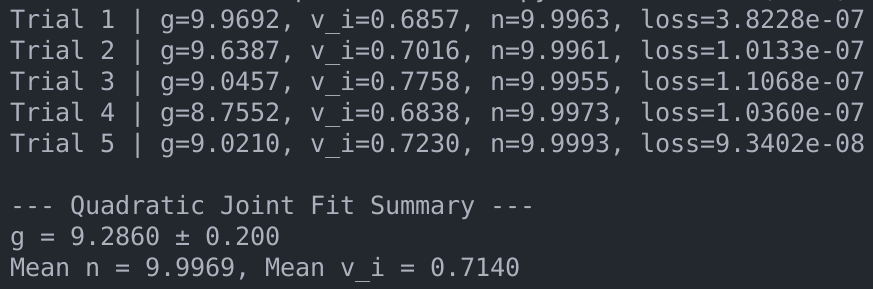 Trial 1 | g=9.9692, v_i=0.6857, n=9.9963, loss=3.8228e-07
Trial 2 | g=9.6387, v_i=0.7016, n=9.9961, loss=1.0133e-07
Trial 3 | g=9.0457, v_i=0.7758, n=9.9955, loss=1.1068e-07
Trial 4 | g=8.7552, v_i=0.6838, n=9.9973, loss=1.0360e-07
Trial 5 | g=9.0210, v_i=0.7230, n=9.9993, loss=9.3402e-08
--- Quadratic Joint Fit Summary ---
g = 9.2860 ± 0.200
Mean n = 9.9969, Mean v_i = 0.7140